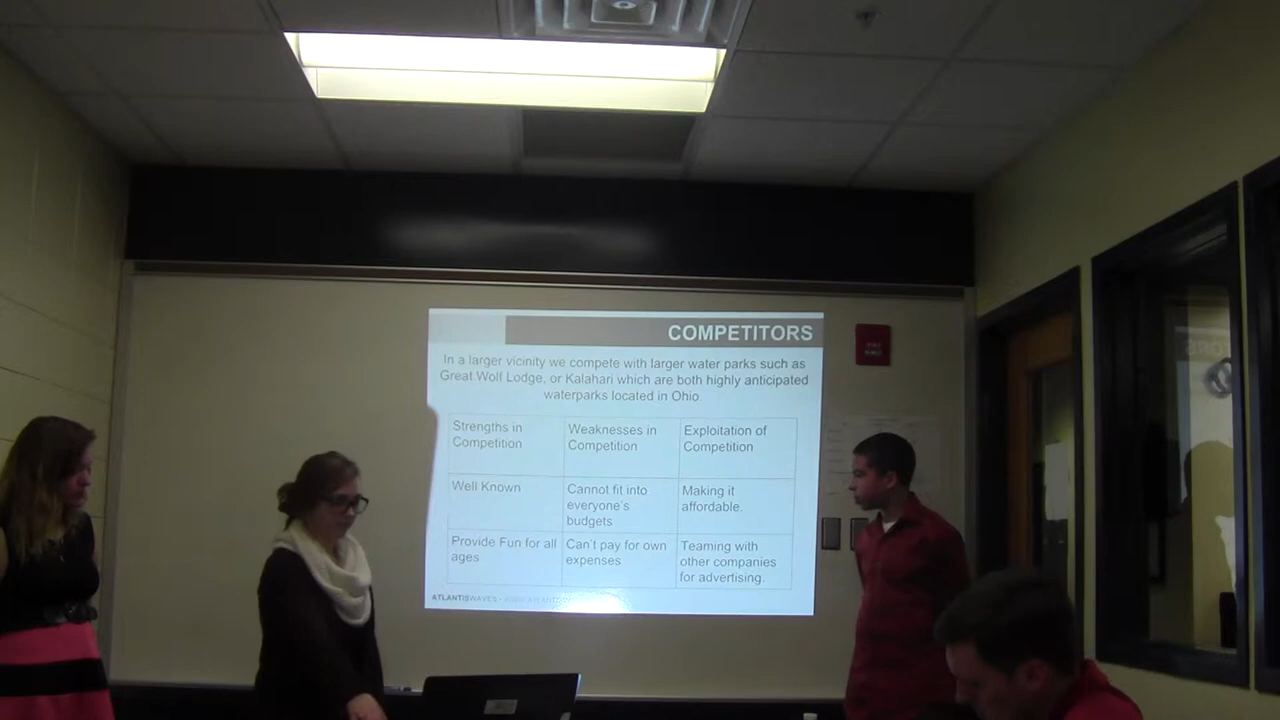 COMPETITORS
In a larger vicinity we compete with larger water parks such as
Great Wolf Lodge, or Kalahari which are both highly anticipated
waterparks located in Ohio.
Strengths in
Competition
Weaknesses in
Competition
Exploitation of
Competition
Well Known
Cannot fit into
everyone's
budgets
Making it
affordable.
Provide Fun for all
ages
Can't pay for own
expenses
Teaming with
other companies
for advertising.
ATLANTISWAVES